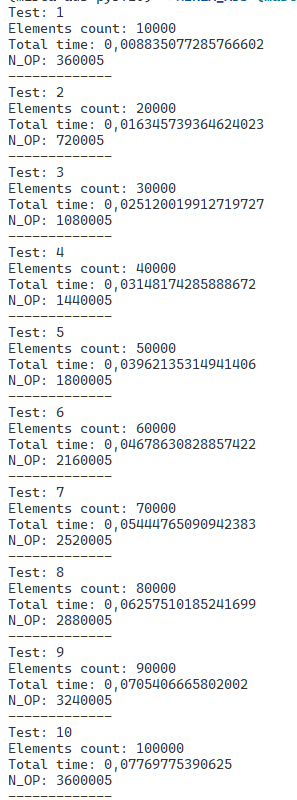 Test: 1
Elements count: 10000
Total time: 0,008835077285766602
N_OP: 360005
-------------
Test: 2
Elements count: 20000
Total time: 0,016345739364624023
N_OP: 720005
-------------
Test: 3
Elements count: 30000
Total time: 0,025120019912719727
N_OP: 1080005
-------------
Test: 4
Elements count: 40000
Total time: 0,03148174285888672
N_OP: 1440005
-------------
Test: 5
Elements count: 50000
Total time: 0,03962135314941406
N_OP: 1800005
-------------
Test: 6
Elements count: 60000
Total time: 0,04678630828857422
N_OP: 2160005
-------------
Test: 7
Elements count: 70000
Total time: 0,05444765090942383
N_OP: 2520005
-------------
Test: 8
Elements count: 80000
Total time: 0,06257510185241699
N_OP: 2880005
-------------
Test: 9
Elements count: 90000
Total time: 0,0705406665802002
N_OP: 3240005
-------------
Test: 10
Elements count: 100000
Total time: 0,07769775390625
N_OP: 3600005
-------------